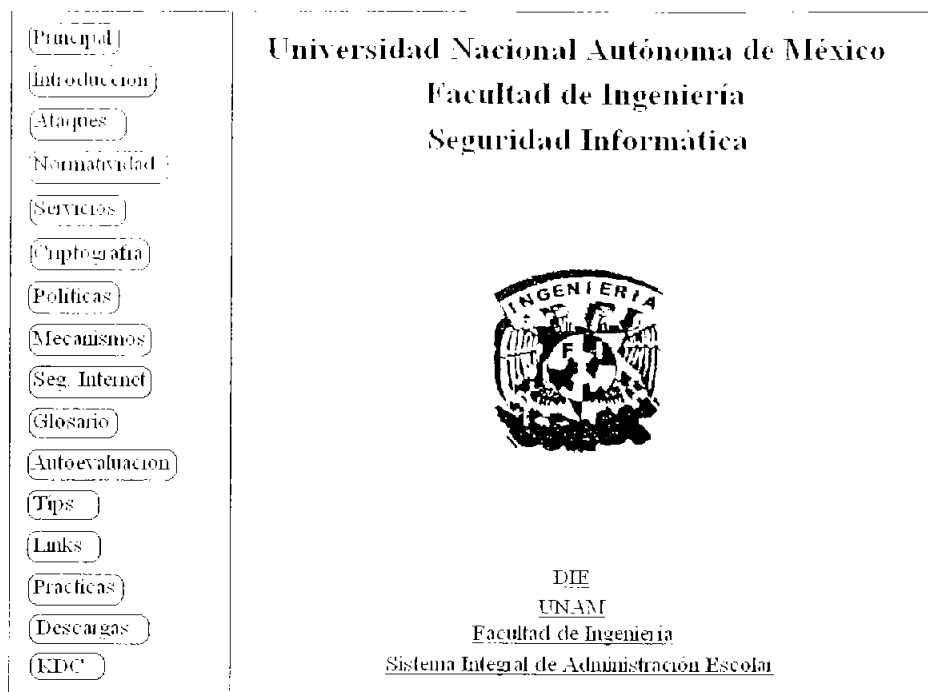 Principal
Introduccion
Ataques
Normatividad
Servicios
Criptografia
Políticas
Mecanismos
Seg. Internet
Glosario
Autoevaluacion
Tips
Links
Practicas
Descargas
KDC
Universidad Nacional Autónoma de México
Facultad de Ingeniería
Seguridad Informática
INGENIERIA
F I
DIE
UNAM
Facultad de Ingeniería
Sistema Integral de Administración Escolar